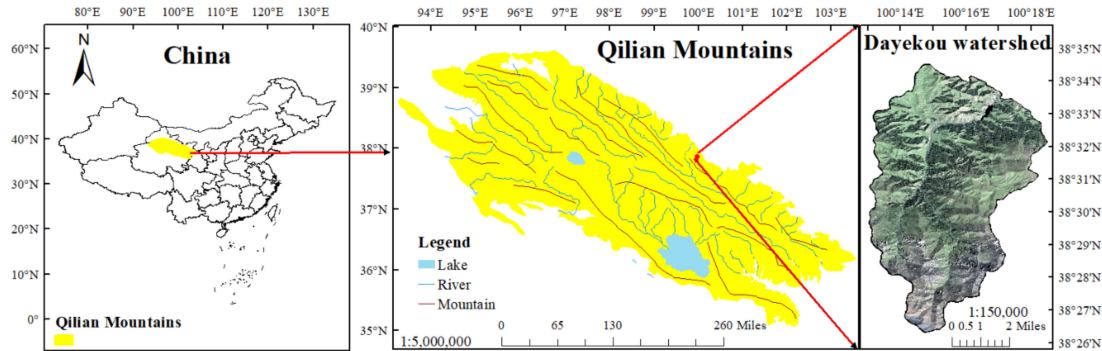 80°E 90°E 100°E 110°E 120°E 130°E
60°N
50°N
40°N
30°N
20°N
10°N
0°
N
China
Qilian Mountains
94°E 95°E 96°E 97°E 98°E 99°E 100°E 101°E 102°E 103°E
40°N
39°N
38°N
37°N
36°N
35°N
Qilian Mountains
Legend
Lake
River
Mountain
1:5,000,000
0 65 130 260 Miles
100°14'E 100°16'E 100°18'E
Dayekou watershed
38°35'N
38°34'N
38°33'N
38°32'N
38°31'N
38°30'N
38°29'N
38°28'N
38°27'N
38°26'N
1:150,000
0 0.5 1 2 Miles